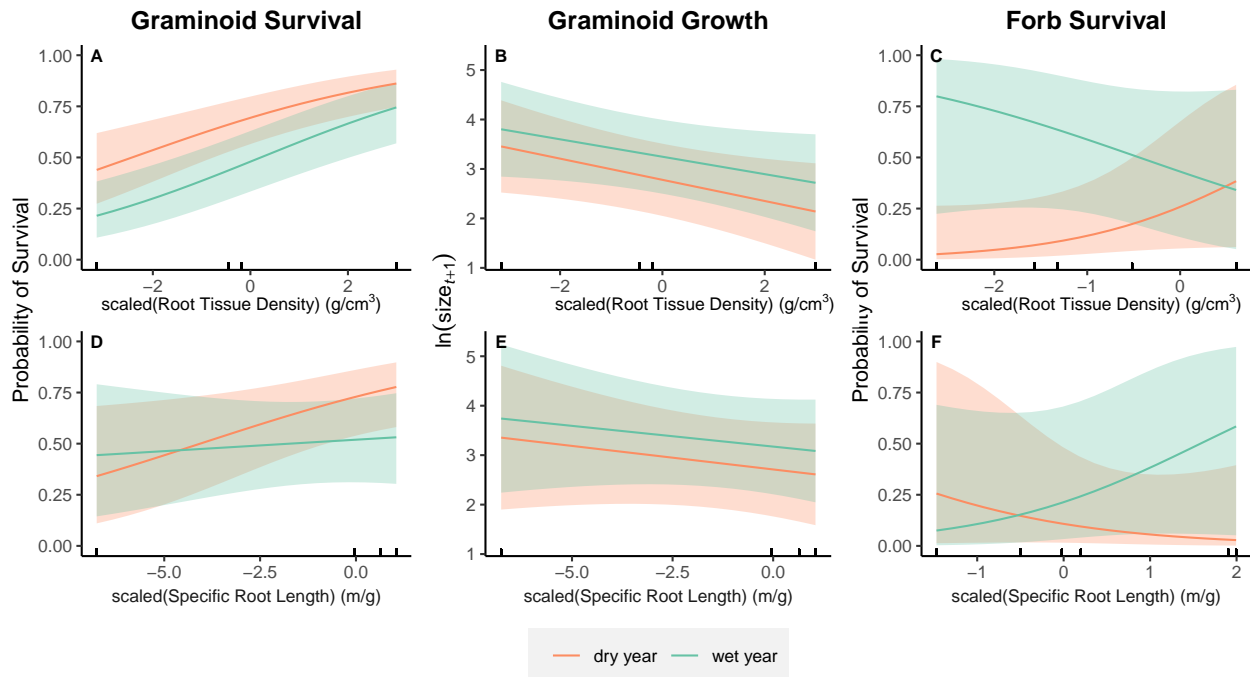 Graminoid Survival
Graminoid Growth
Forb Survival
A
1.00
0.75
0.50
0.25
0.00
−2
0
2
scaled(Root Tissue Density) (g/cm³)
B
5
4
3
2
1
−2
0
2
scaled(Root Tissue Density) (g/cm³)
C
1.00
0.75
0.50
0.25
0.00
−2
−1
0
scaled(Root Tissue Density) (g/cm³)
Probability of Survival
ln(size t+1)
Probability of Survival
D
1.00
0.75
0.50
0.25
0.00
−5.0
−2.5
0.0
scaled(Specific Root Length) (m/g)
E
5
4
3
2
1
−5.0
−2.5
0.0
scaled(Specific Root Length) (m/g)
F
1.00
0.75
0.50
0.25
0.00
−1
0
1
2
scaled(Specific Root Length) (m/g)
dry year
wet year